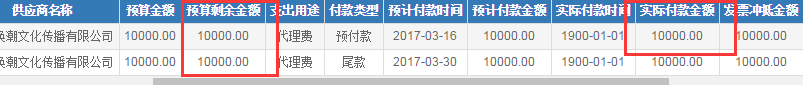 供应商名称 预算金额 预算剩余金额 支出用途 付款类型 预计付款时间 预计付款金额 实际付款时间 实际付款金额 发票冲抵金额
潮文化传播有限公司 10000.00 10000.00 代理费 预付款 2017-03-16 10000.00 1900-01-01 10000.00 10000.00
潮文化传播有限公司 10000.00 10000.00 代理费 尾款 2017-03-30 10000.00 1900-01-01 10000.00 10000.00